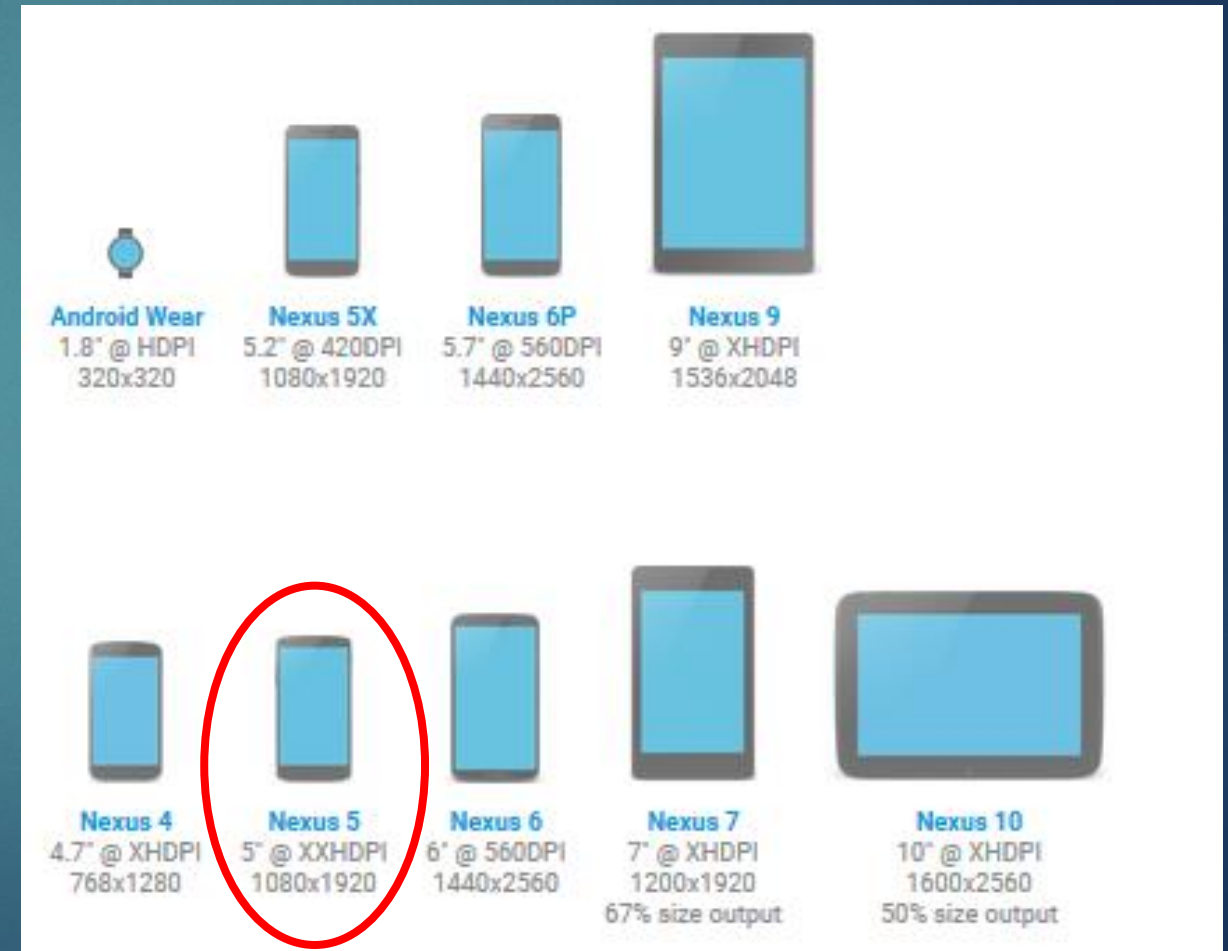 Android Wear
1.8" @ HDPI
320x320
Nexus 5X
5.2" @ 420DPI
1080x1920
Nexus 6P
5.7" @ 560DPI
1440x2560
Nexus 9
9" @ XHDPI
1536x2048
Nexus 4
4.7" @ XHDPI
768x1280
Nexus 5
5" @ XXHDPI
1080x1920
Nexus 6
6" @ 560DPI
1440x2560
Nexus 7
7" @ XHDPI
1200x1920
67% size output
Nexus 10
10" @ XHDPI
1600x2560
50% size output